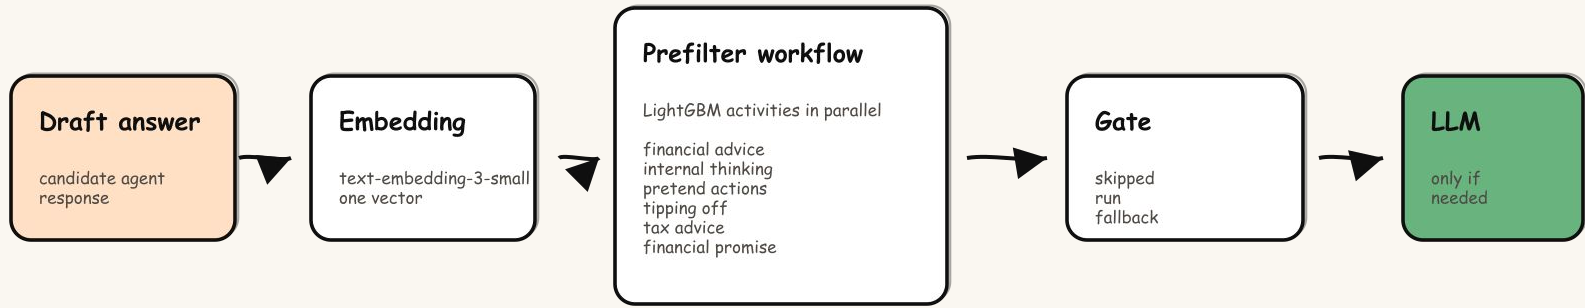 Draft answer
candidate agent
response
Embedding
text-embedding-3-small
one vector
Prefilter workflow
LightGBM activities in parallel
financial advice
internal thinking
pretend actions
tipping off
tax advice
financial promise
Gate
skipped
run
fallback
LLM
only if
needed